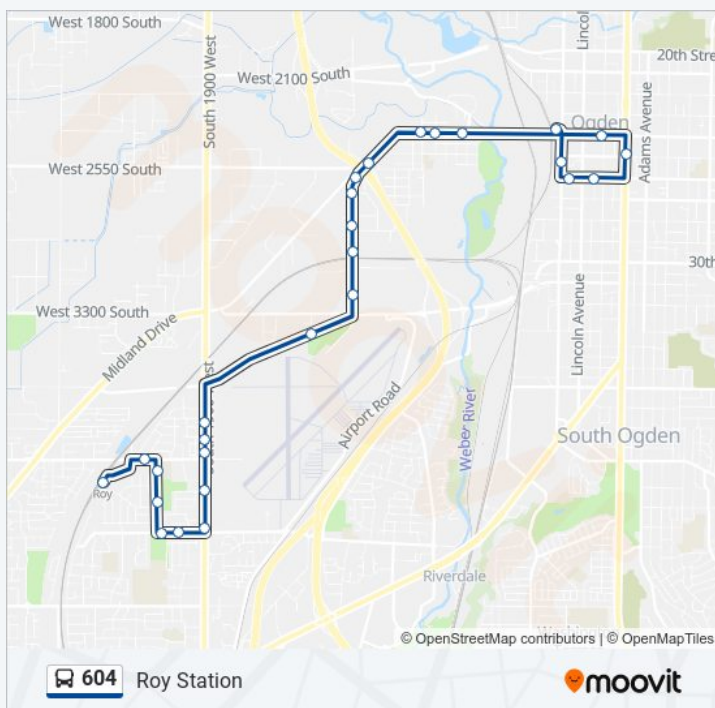 West 1800 South
South 1900 West
Lincol
20th Stre
West 2100 South
Ogden
Adams Avenue
West 2550 South
30th
Lincoln Avenue
West 3300 South
Midland Drive
Airport Road
Weber River
South Ogden
Roy
Riverdale
© OpenStreetMap contributors | © OpenMapTiles
604 Roy Station
moovit